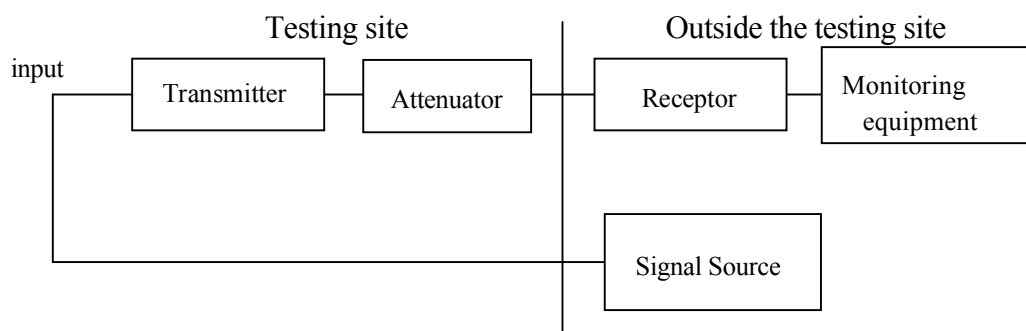 Testing site
Outside the testing site
input
Transmitter
Attenuator
Receptor
Monitoring
equipment
Signal Source